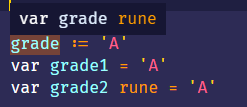 var grade rune
grade := 'A'
var grade1 = 'A'
var grade2 rune = 'A'